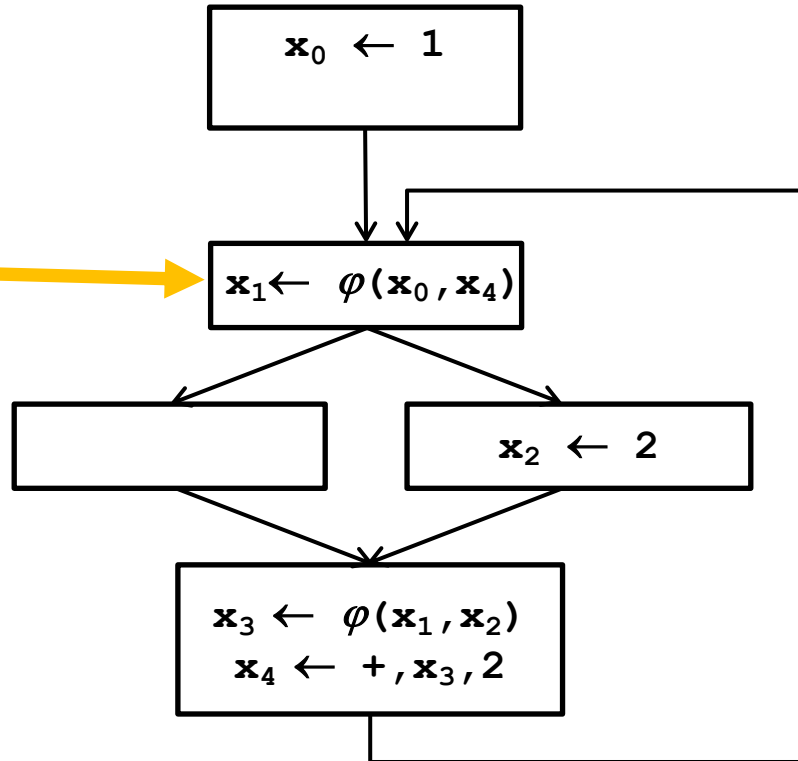 x₀ ← 1
x₁← φ(x₀,x₄)
x₂ ← 2
x₃ ← φ(x₁,x₂)
x₄ ← +,x₃,2